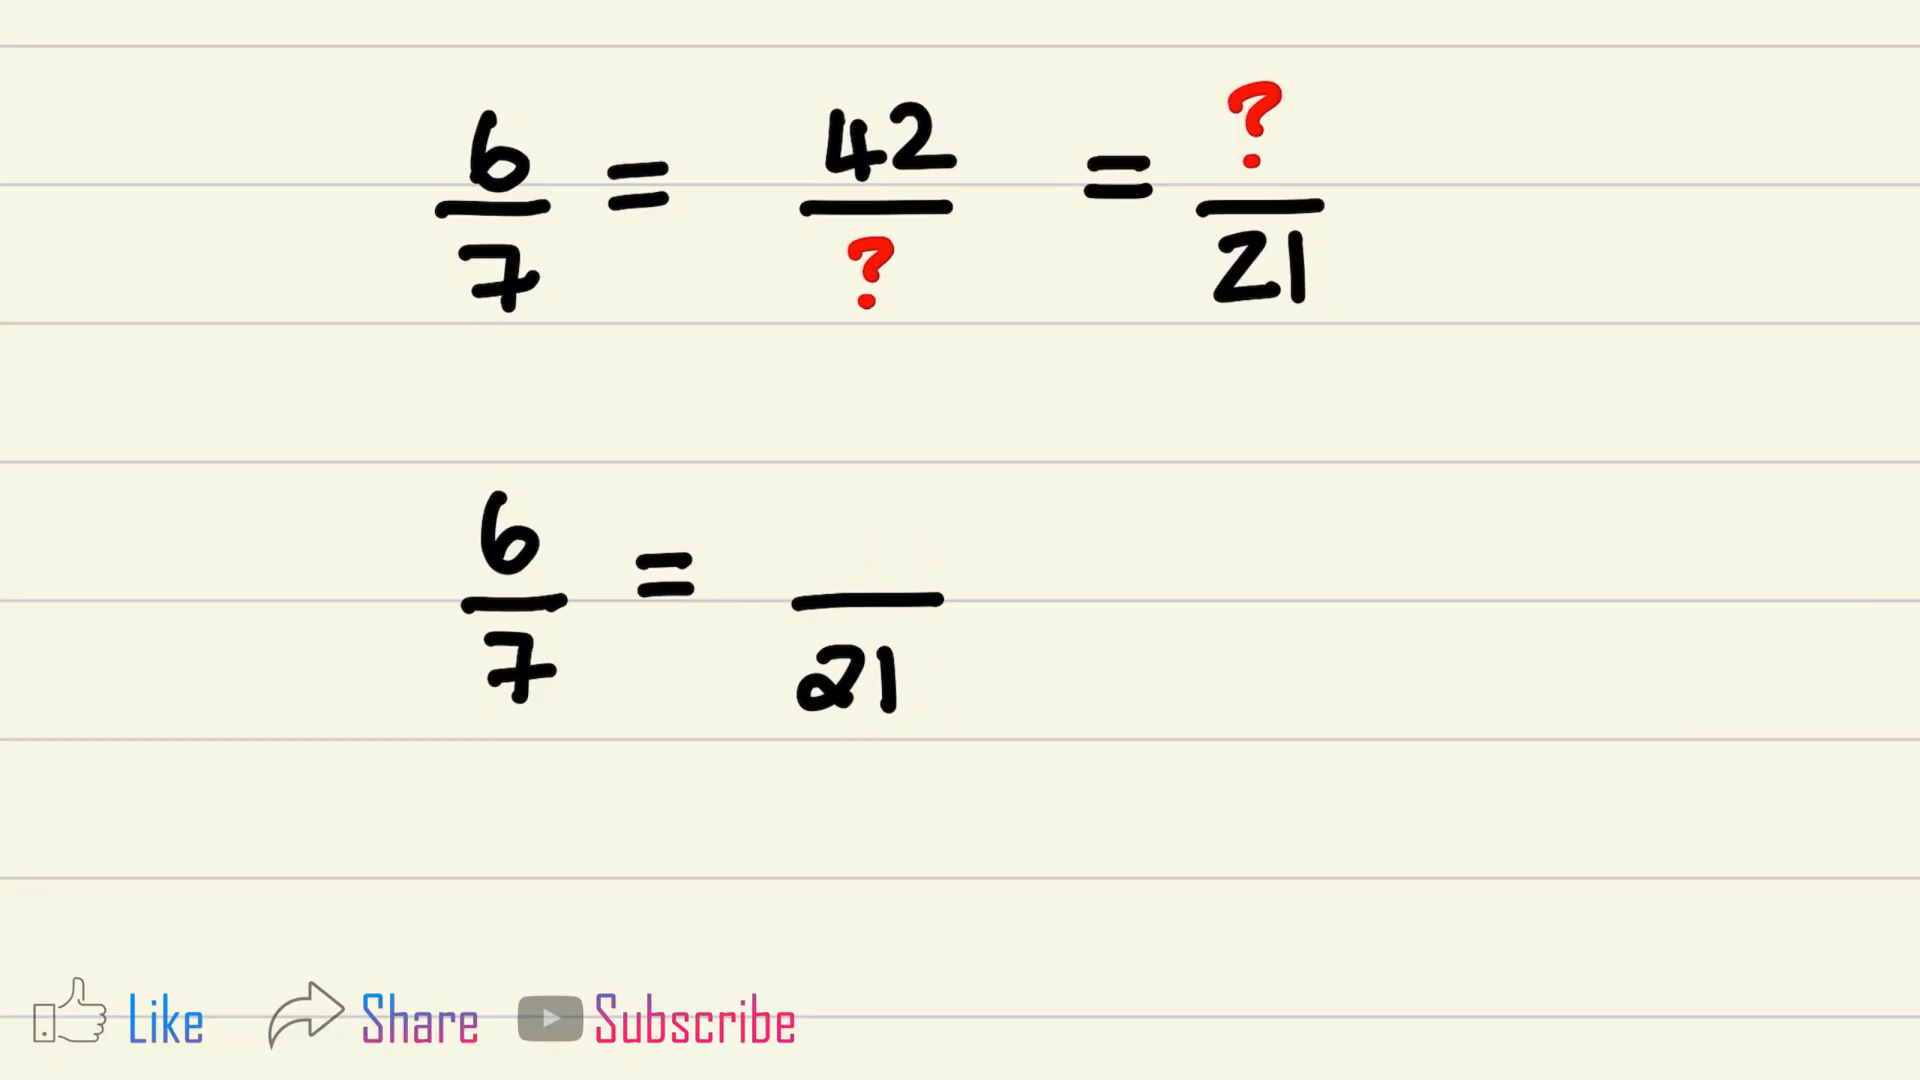 6/7 = 42/? = ?/21
6/7 = /21
Like Share Subscribe